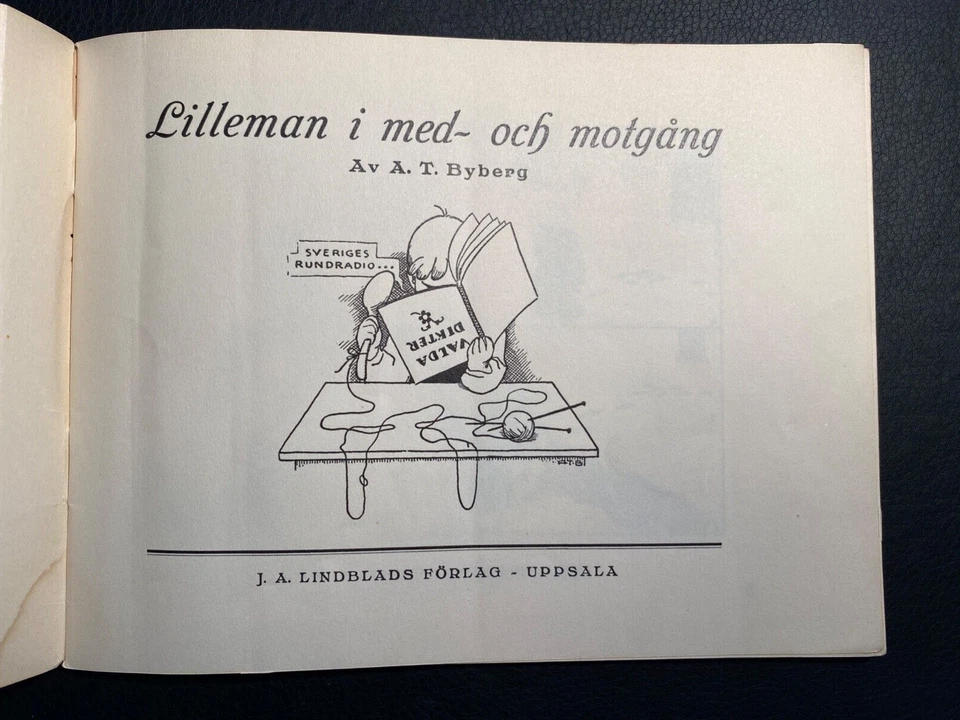 Lilleman i med- och motgång
Av A. T. Byberg
SVERIGES
RUNDRADIO...
VALDA
DIKTER
A.T.B
J. A. LINDBLADS FÖRLAG - UPPSALA